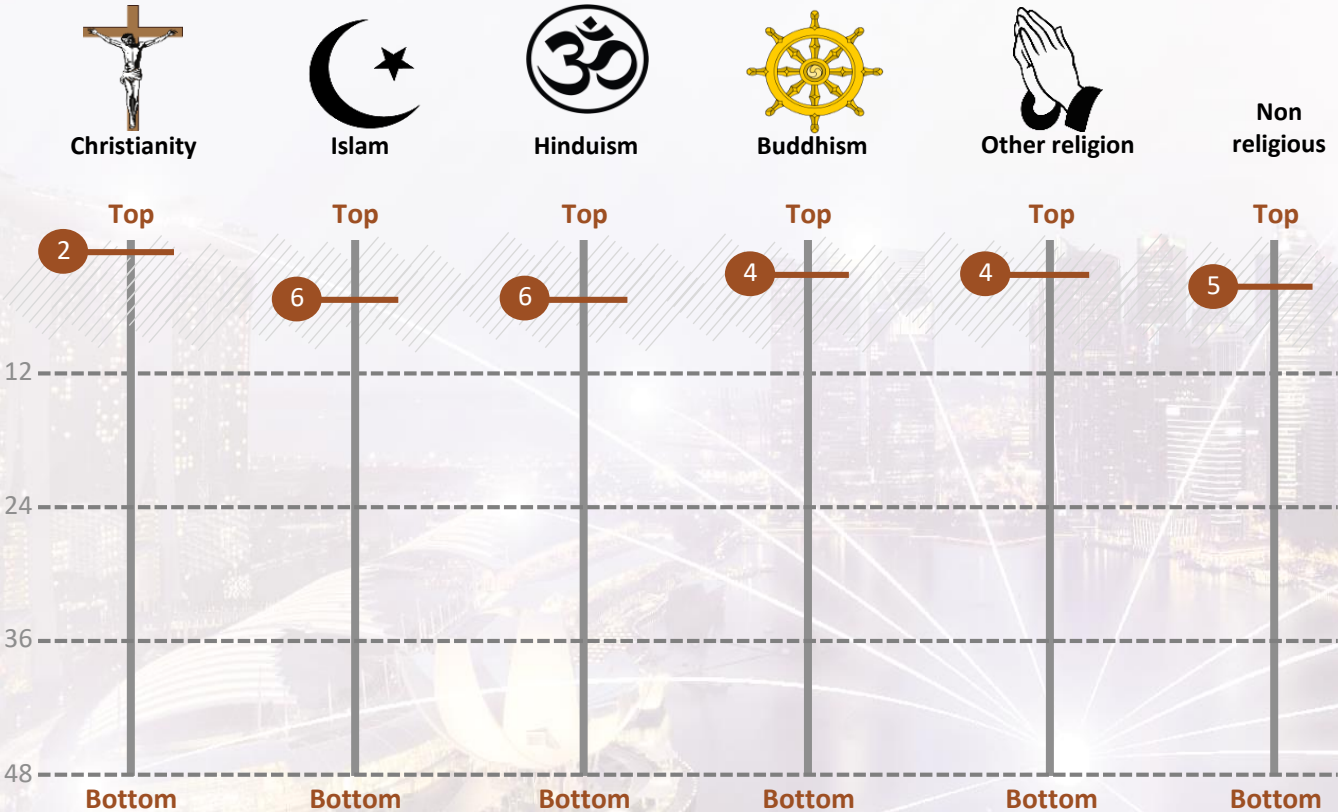 Christianity
Islam
Hinduism
Buddhism
Other religion
Non
religious
Top
Top
Top
Top
Top
Top
2
6
6
4
4
5
12
24
36
48
Bottom
Bottom
Bottom
Bottom
Bottom
Bottom